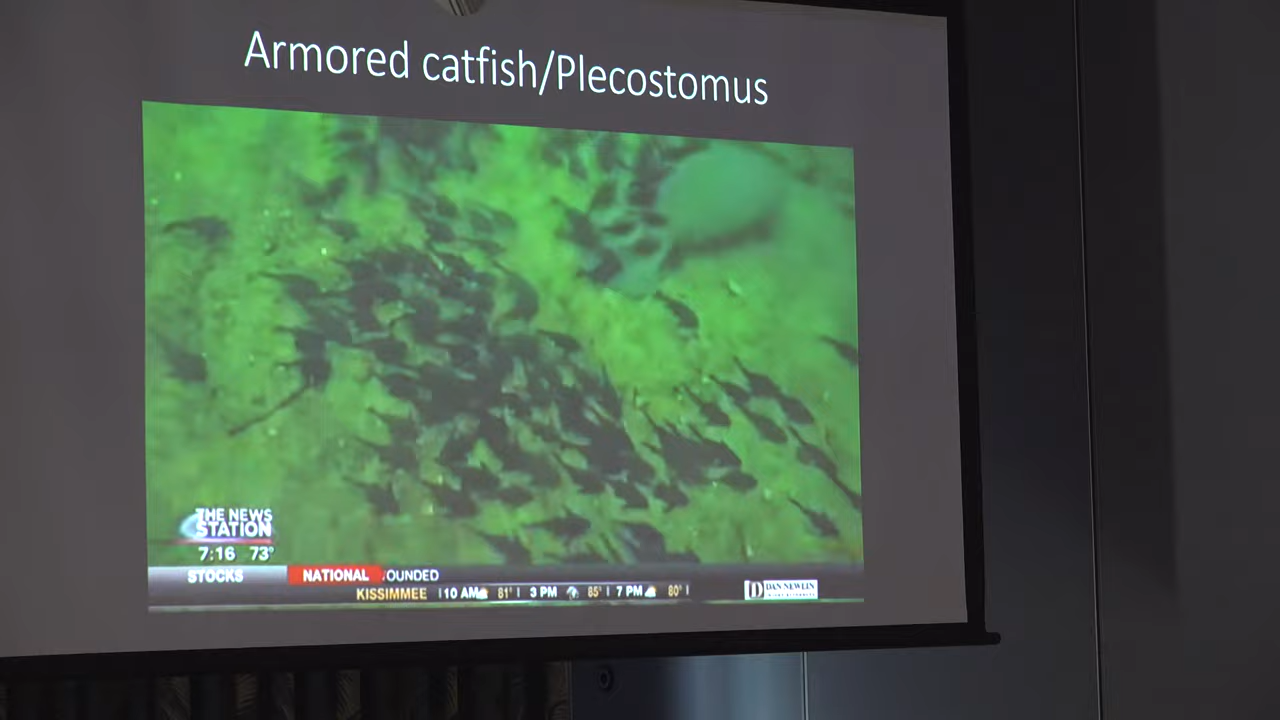 Armored catfish/Plecostomus
THE NEWS
STATION
7:16 73°
STOCKS NATIONAL OUNDED
KISSIMMEE 10 AM 81° 3 PM 85° 7 PM 80°
DAN NEWLIN